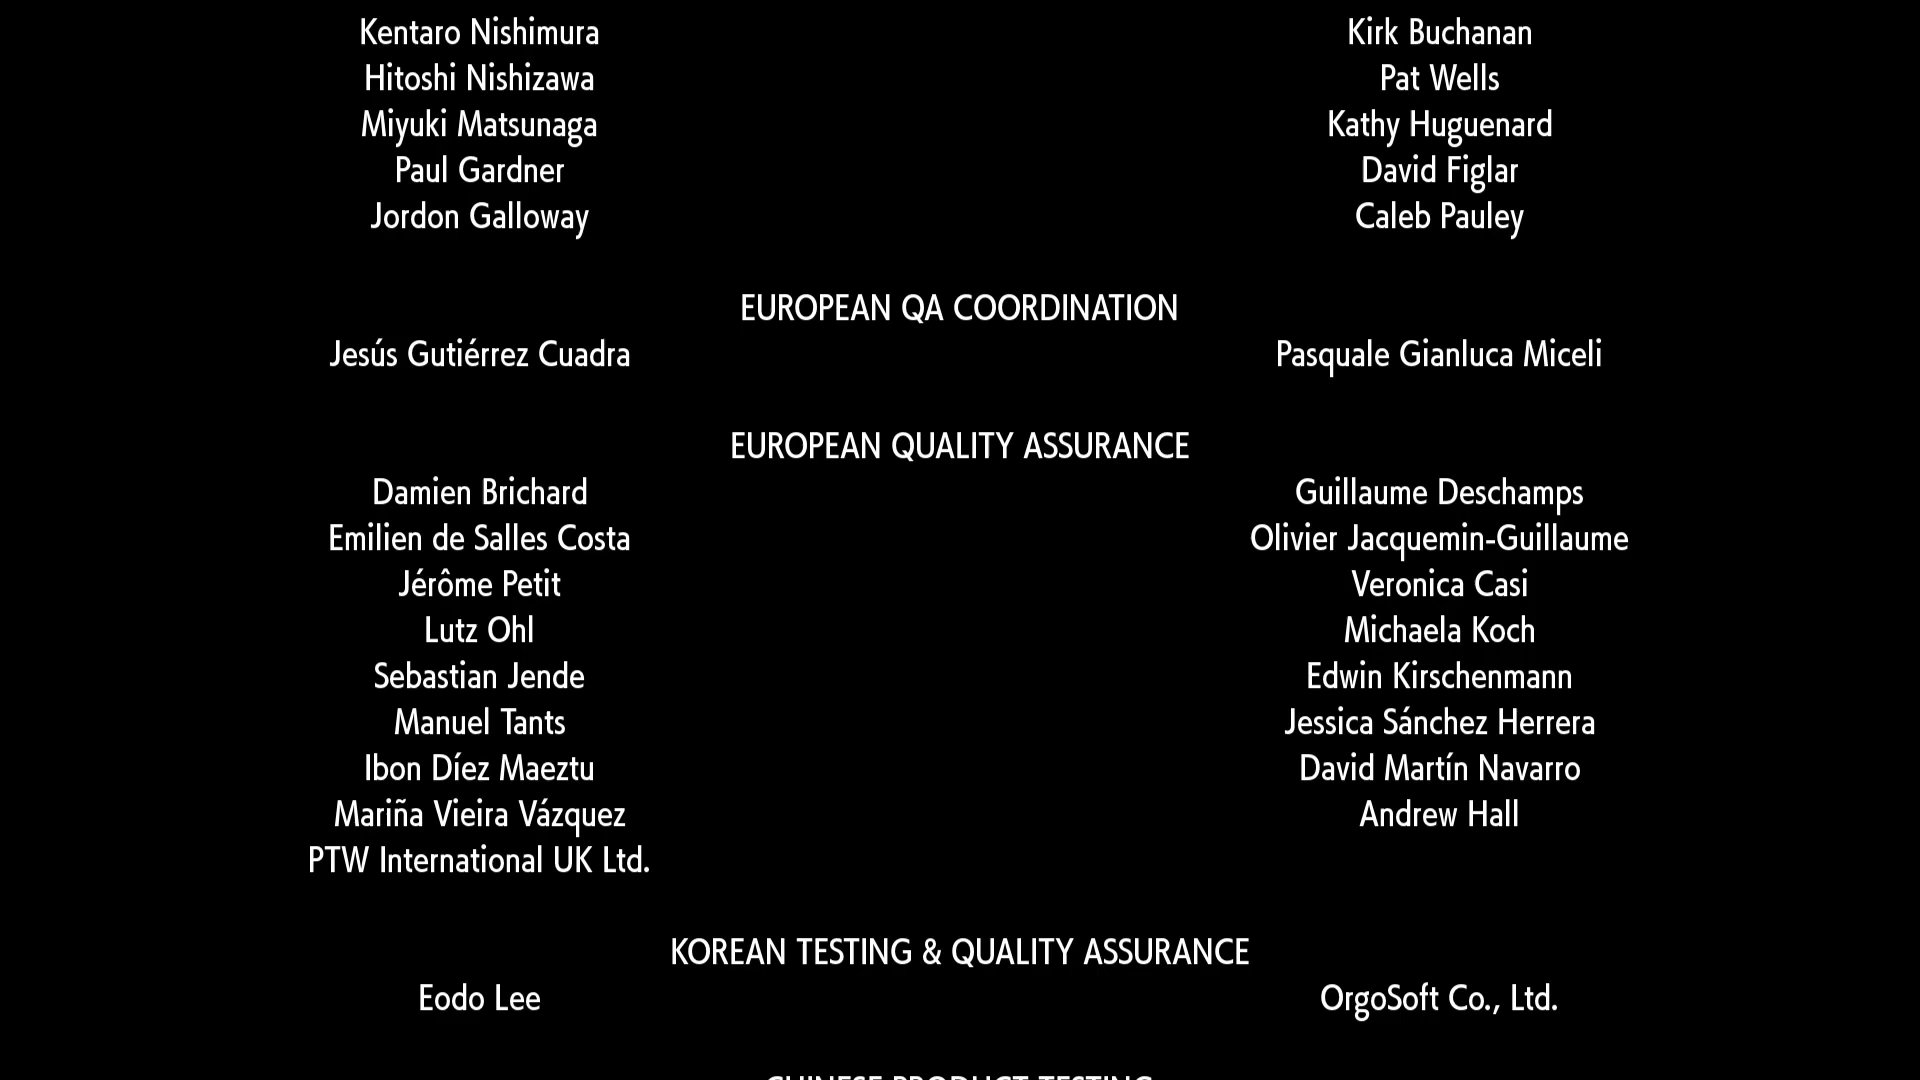 Kentaro Nishimura Kirk Buchanan
Hitoshi Nishizawa Pat Wells
Miyuki Matsunaga Kathy Huguenard
Paul Gardner David Figlar
Jordon Galloway Caleb Pauley
EUROPEAN QA COORDINATION
Jesús Gutiérrez Cuadra Pasquale Gianluca Miceli
EUROPEAN QUALITY ASSURANCE
Damien Brichard Guillaume Deschamps
Emilien de Salles Costa Olivier Jacquemin-Guillaume
Jérôme Petit Veronica Casi
Lutz Ohl Michaela Koch
Sebastian Jende Edwin Kirschenmann
Manuel Tants Jessica Sánchez Herrera
Ibon Díez Maeztu David Martín Navarro
Mariña Vieira Vázquez Andrew Hall
PTW International UK Ltd.
KOREAN TESTING & QUALITY ASSURANCE
Eodo Lee OrgoSoft Co., Ltd.
CHINESE PRODUCT TESTING